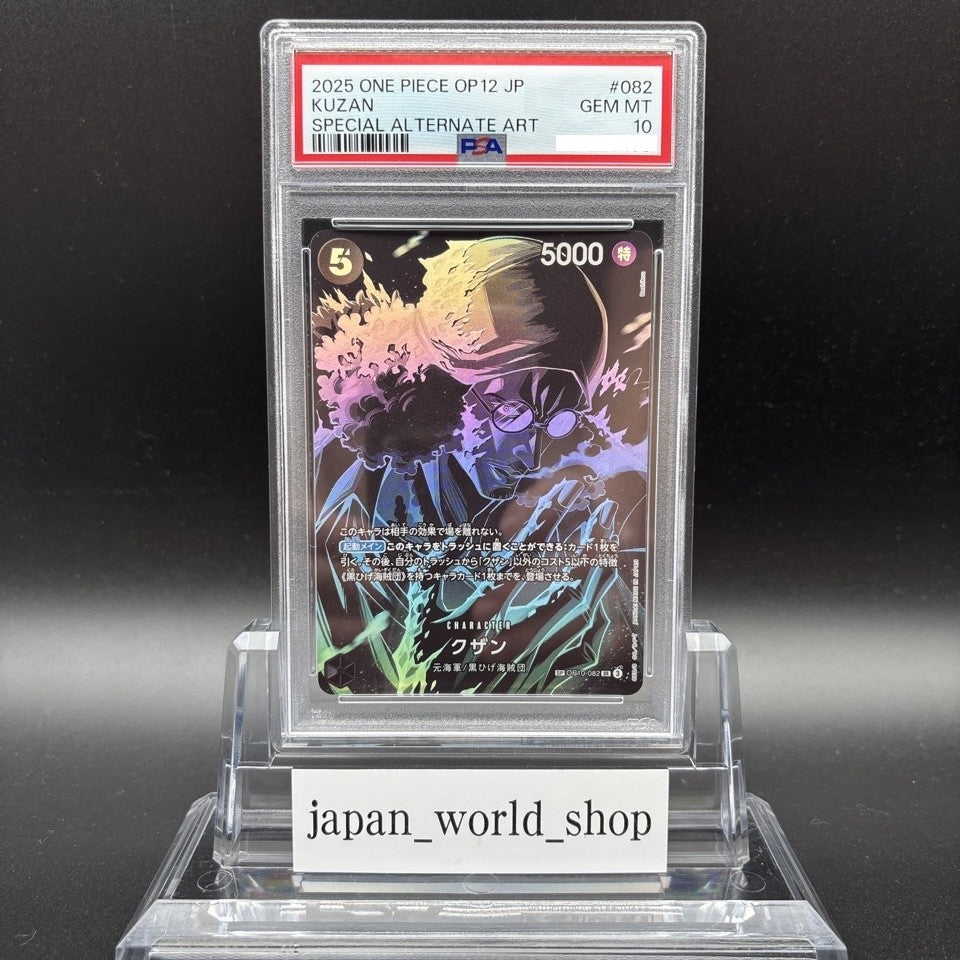 2025 ONE PIECE OP12 JP #082
KUZAN GEM MT
SPECIAL ALTERNATE ART 10
PSA
5 5000 特
このキャラは相手の効果で場を離れない。
起動メイン このキャラをトラッシュに置くことができる:カード1枚を
引く。その後、自分のトラッシュから「クザン」以外のコスト5以下の特徴
《黒ひげ海賊団》を持つキャラカード1枚までを、登場させる。
CHARACTER
クザン
元海軍/黒ひげ海賊団
SP OP10-082 3
japan_world_shop